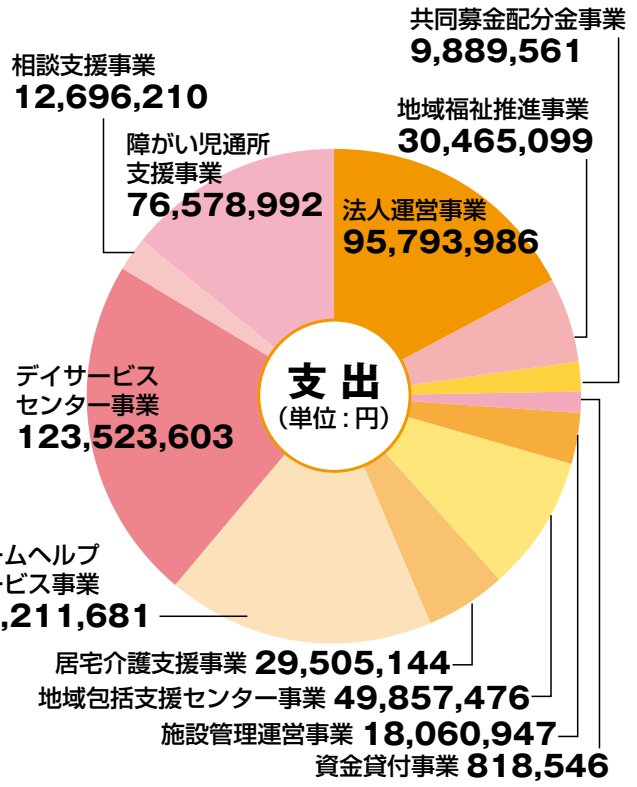 共同募金配分金事業
9,889,561
相談支援事業
12,696,210
地域福祉推進事業
30,465,099
障がい児通所
支援事業
76,578,992
法人運営事業
95,793,986
支出
(単位:円)
デイサービス
センター事業
123,523,603
ームヘルプ
ービス事業
,211,681
居宅介護支援事業 29,505,144
地域包括支援センター事業 49,857,476
施設管理運営事業 18,060,947
資金貸付事業 818,546